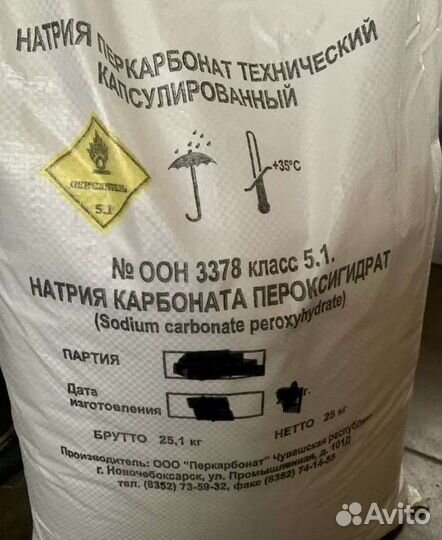 НАТРИЯ ПЕРКАРБОНАТ ТЕХНИЧЕСКИЙ
КАПСУЛИРОВАННЫЙ
ОКИСЛИТЕЛЬ
5.1
+35°С
№ ООН 3378 класс 5.1.
НАТРИЯ КАРБОНАТА ПЕРОКСИГИДРАТ
(Sodium carbonate peroxyhydrate)
ПАРТИЯ
Дата
изготовления
г.
БРУТТО 25,1 кг
НЕТТО 25 кг
Производитель: ООО "Перкарбонат" Чувашская республика
г. Новочебоксарск, ул. Промышленная, д. 101Д
тел. (8352) 73-59-32, факс (8352) 74-14-55
Avito